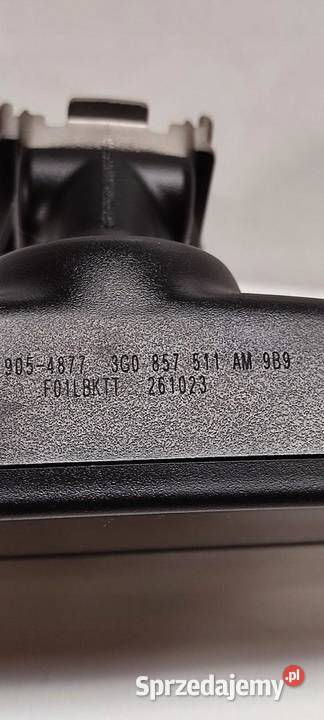 905-4877 3G0 857 511 AM 9B9
F01LBKTT 261023
Sprzedajemy.pl